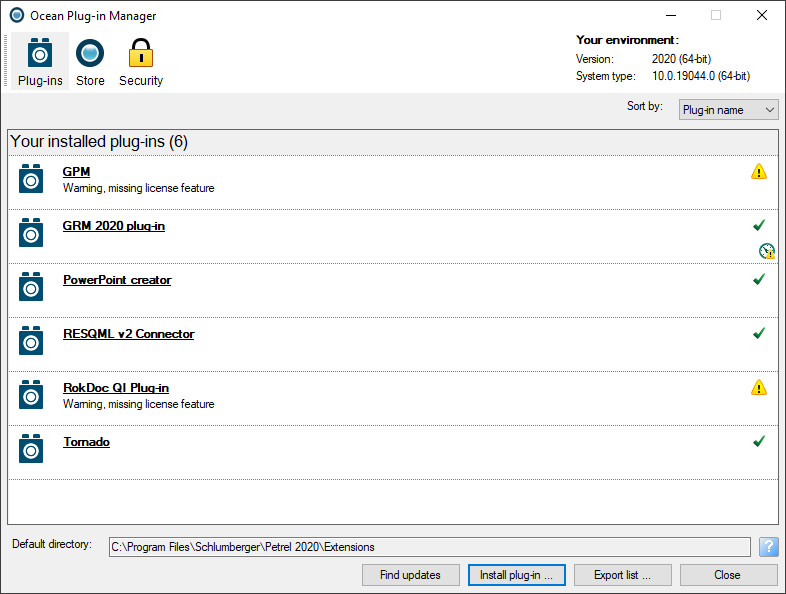 Ocean Plug-in Manager
Plug-ins
Store
Security
Your environment:
Version: 2020 (64-bit)
System type: 10.0.19044.0 (64-bit)
Sort by: Plug-in name
Your installed plug-ins (6)
GPM
Warning, missing license feature
GRM 2020 plug-in
PowerPoint creator
RESQML v2 Connector
RokDoc QI Plug-in
Warning, missing license feature
Tornado
Default directory: C:\Program Files\Schlumberger\Petrel 2020\Extensions
?
Find updates
Install plug-in ...
Export list ...
Close